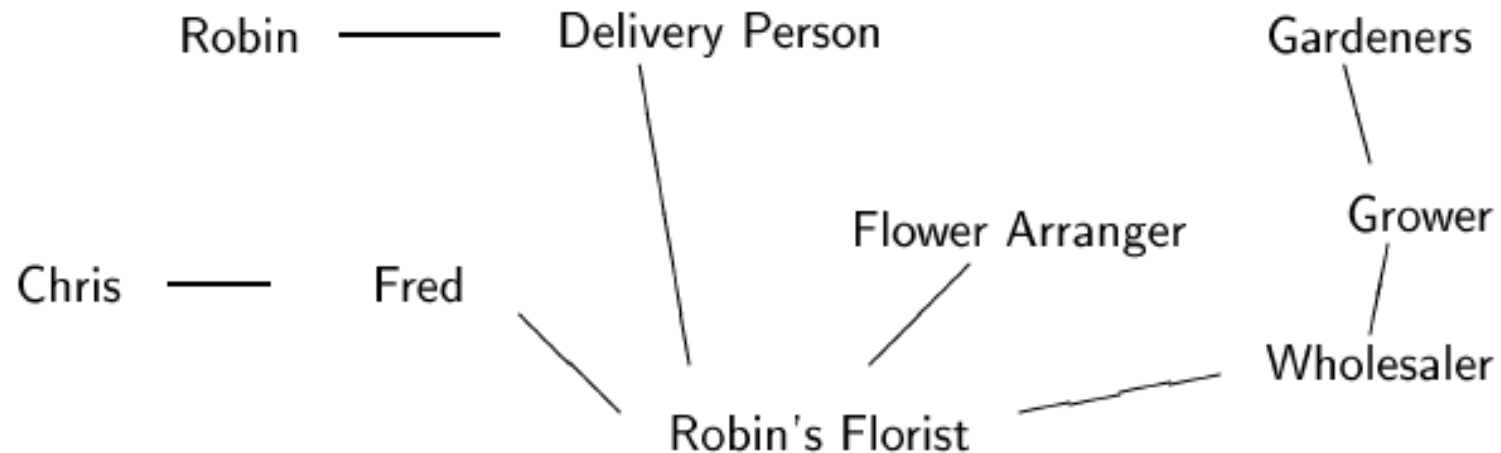 Robin
Delivery Person
Gardeners
Flower Arranger
Grower
Chris
Fred
Wholesaler
Robin's Florist